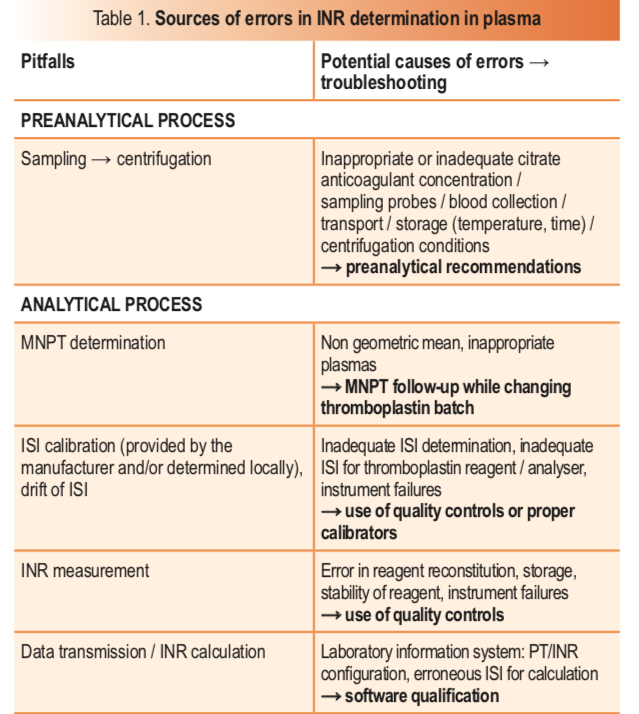 Table 1. Sources of errors in INR determination in plasma
Pitfalls
Potential causes of errors →
troubleshooting
PREANALYTICAL PROCESS
Sampling → centrifugation
Inappropriate or inadequate citrate
anticoagulant concentration /
sampling probes / blood collection /
transport / storage (temperature, time) /
centrifugation conditions
→ preanalytical recommendations
ANALYTICAL PROCESS
MNPT determination
Non geometric mean, inappropriate
plasmas
→ MNPT follow-up while changing
thromboplastin batch
ISI calibration (provided by the
manufacturer and/or determined locally),
drift of ISI
Inadequate ISI determination, inadequate
ISI for thromboplastin reagent / analyser,
instrument failures
→ use of quality controls or proper
calibrators
INR measurement
Error in reagent reconstitution, storage,
stability of reagent, instrument failures
→ use of quality controls
Data transmission / INR calculation
Laboratory information system: PT/INR
configuration, erroneous ISI for calculation
→ software qualification